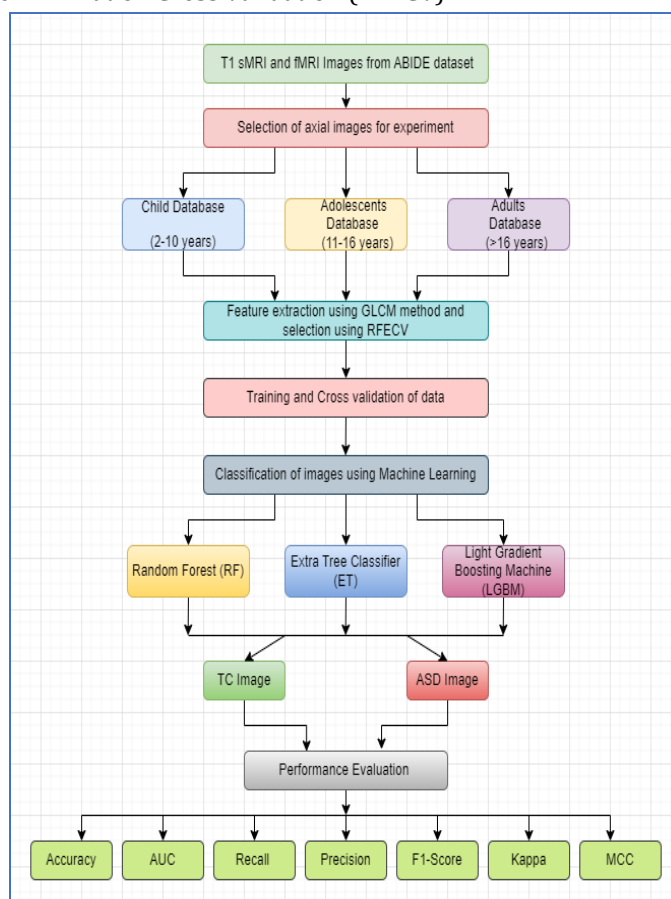 T1 sMRI and fMRI Images from ABIDE dataset
Selection of axial images for experiment
Child Database
(2-10 years)
Adolescents
Database
(11-16 years)
Adults
Database
(>16 years)
Feature extraction using GLCM method and
selection using RFECV
Training and Cross validation of data
Classification of images using Machine Learning
Random Forest (RF)
Extra Tree Classifier
(ET)
Light Gradient
Boosting Machine
(LGBM)
TC Image
ASD Image
Performance Evaluation
Accuracy
AUC
Recall
Precision
F1-Score
Kappa
MCC